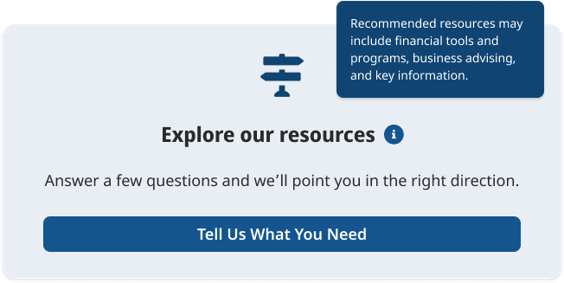 Recommended resources may
include financial tools and
programs, business advising,
and key information.
Explore our resources
Answer a few questions and we’ll point you in the right direction.
Tell Us What You Need